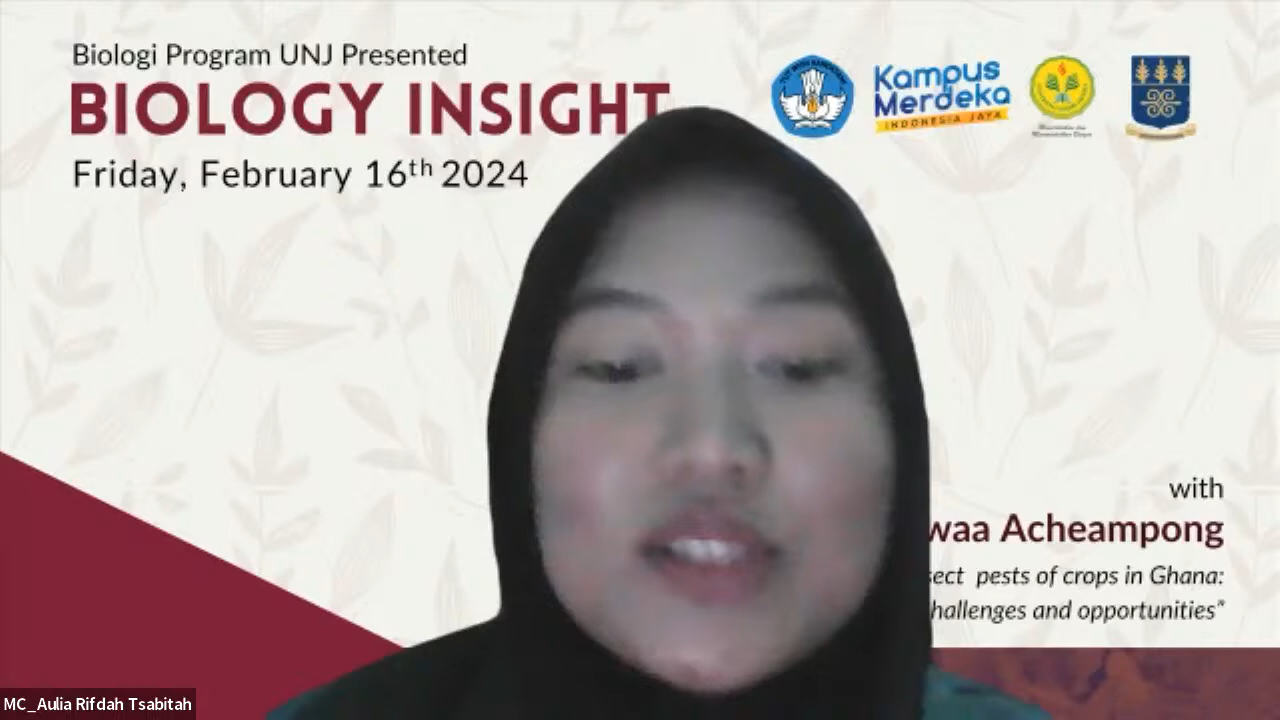 Biologi Program UNJ Presented
BIOLOGY INSIGHT
Friday, February 16th 2024
Kampus
Merdeka
INDONESIA JAYA
with
waa Acheampong
pests of crops in Ghana:
hallenges and opportunities”
MC_Aulia Rifdah Tsabitah